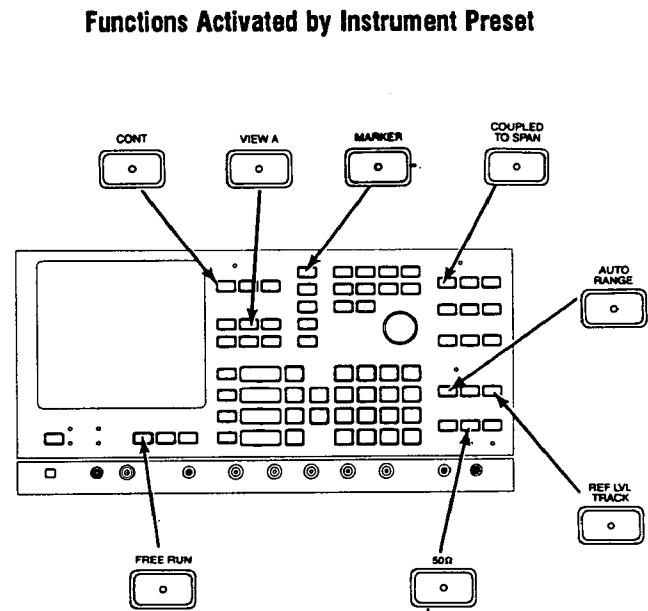 Functions Activated by Instrument Preset
CONT
VIEW A
MARKER
COUPLED
TO SPAN
AUTO
RANGE
REF LVL
TRACK
FREE RUN
50Ω